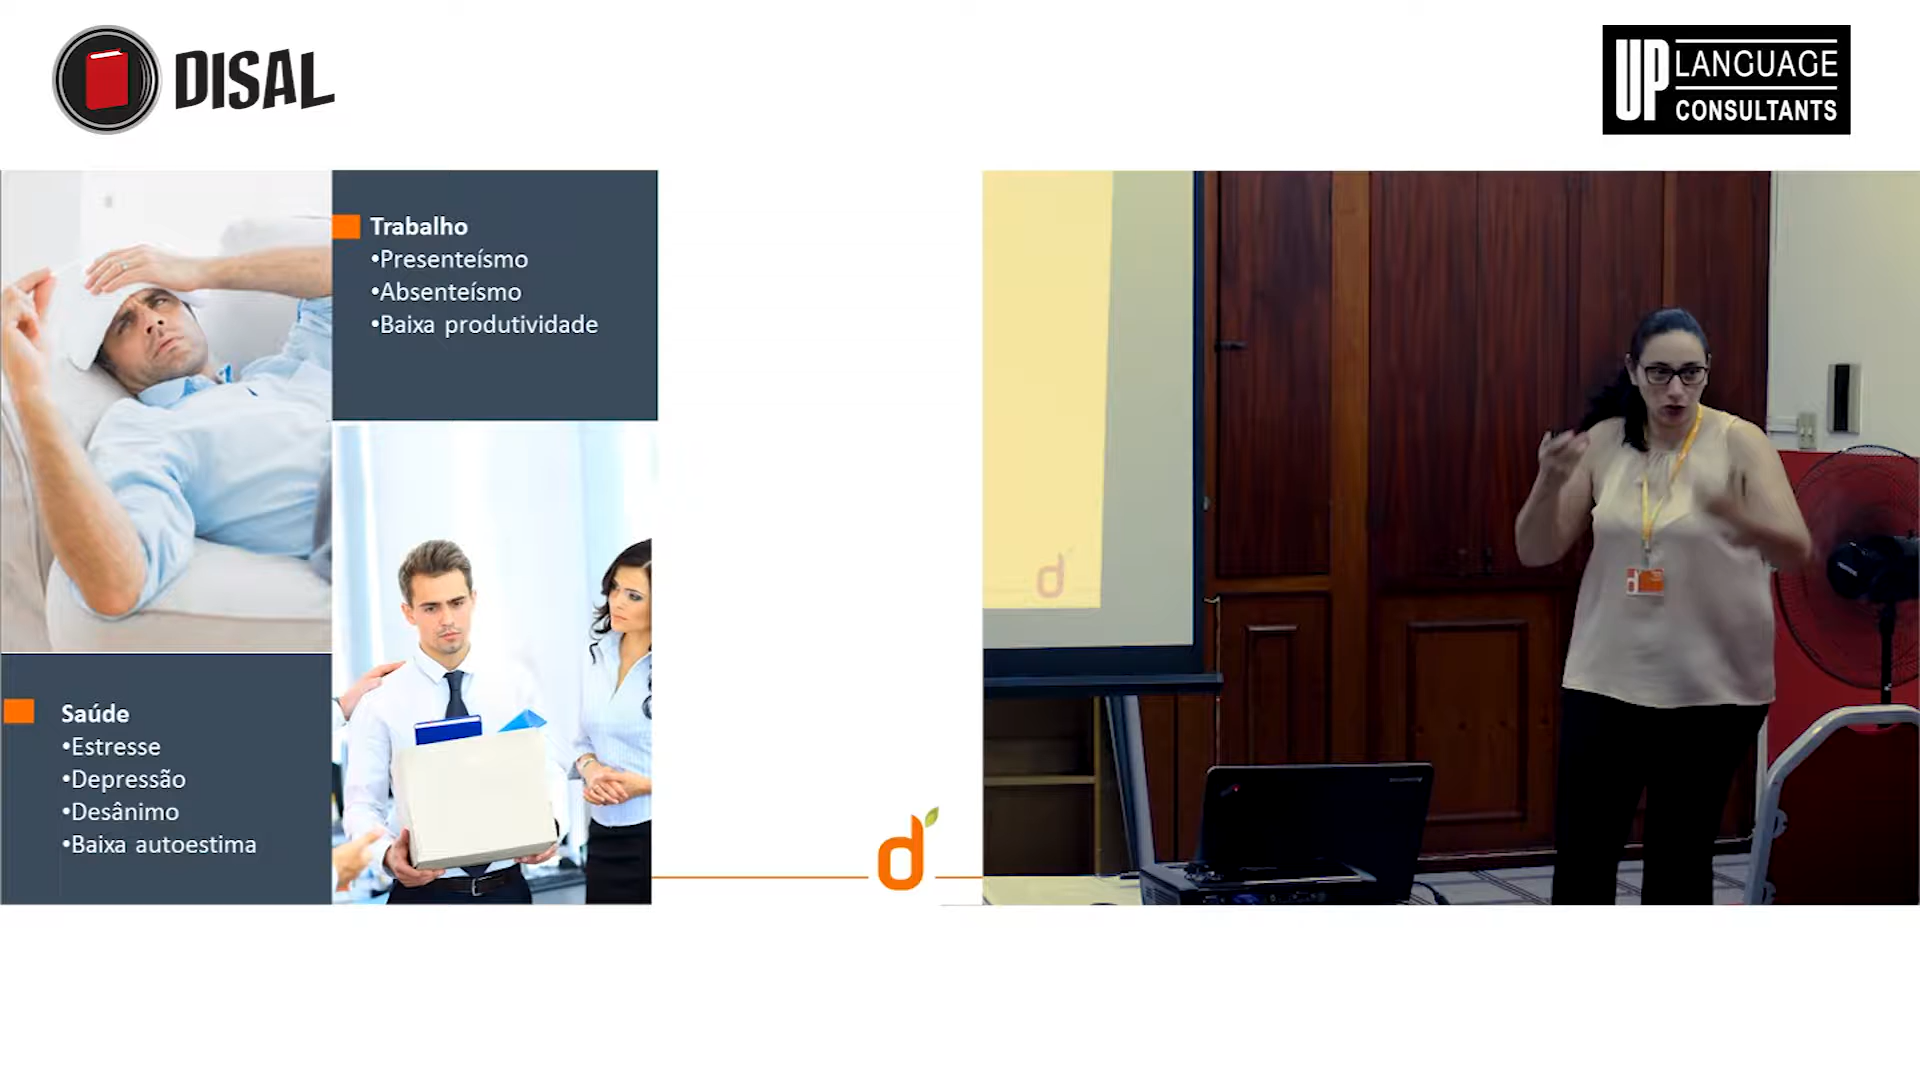 DISAL
UP LANGUAGE
CONSULTANTS
Trabalho
•Presenteísmo
•Absenteísmo
•Baixa produtividade
Saúde
•Estresse
•Depressão
•Desânimo
•Baixa autoestima
d
d
d